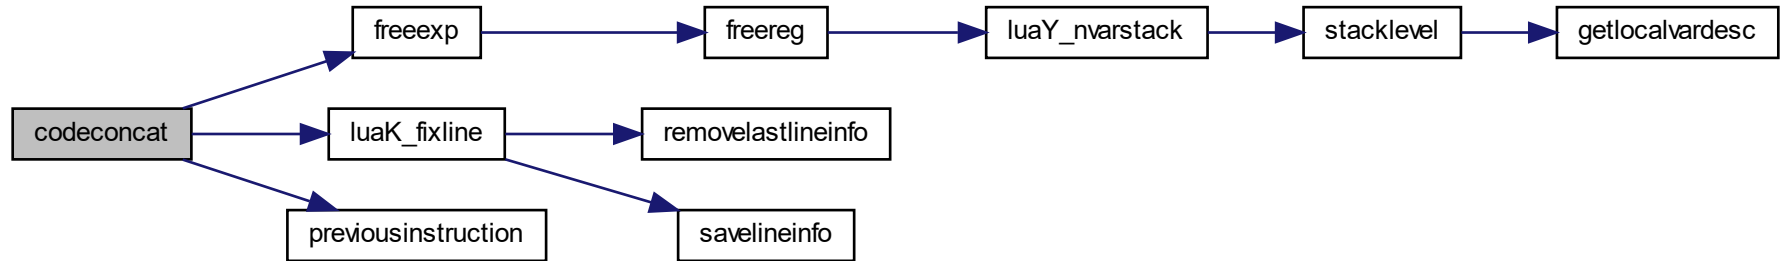 freeexp
freereg
luaY_nvarstack
stacklevel
getlocalvardesc
codeconcat
luaK_fixline
removelastlineinfo
previousinstruction
savelineinfo